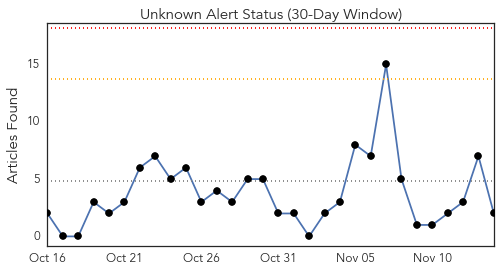 Unknown Alert Status (30-Day Window)
Articles Found
15
10
5
0
Oct 16 Oct 21 Oct 26 Oct 31 Nov 05 Nov 10